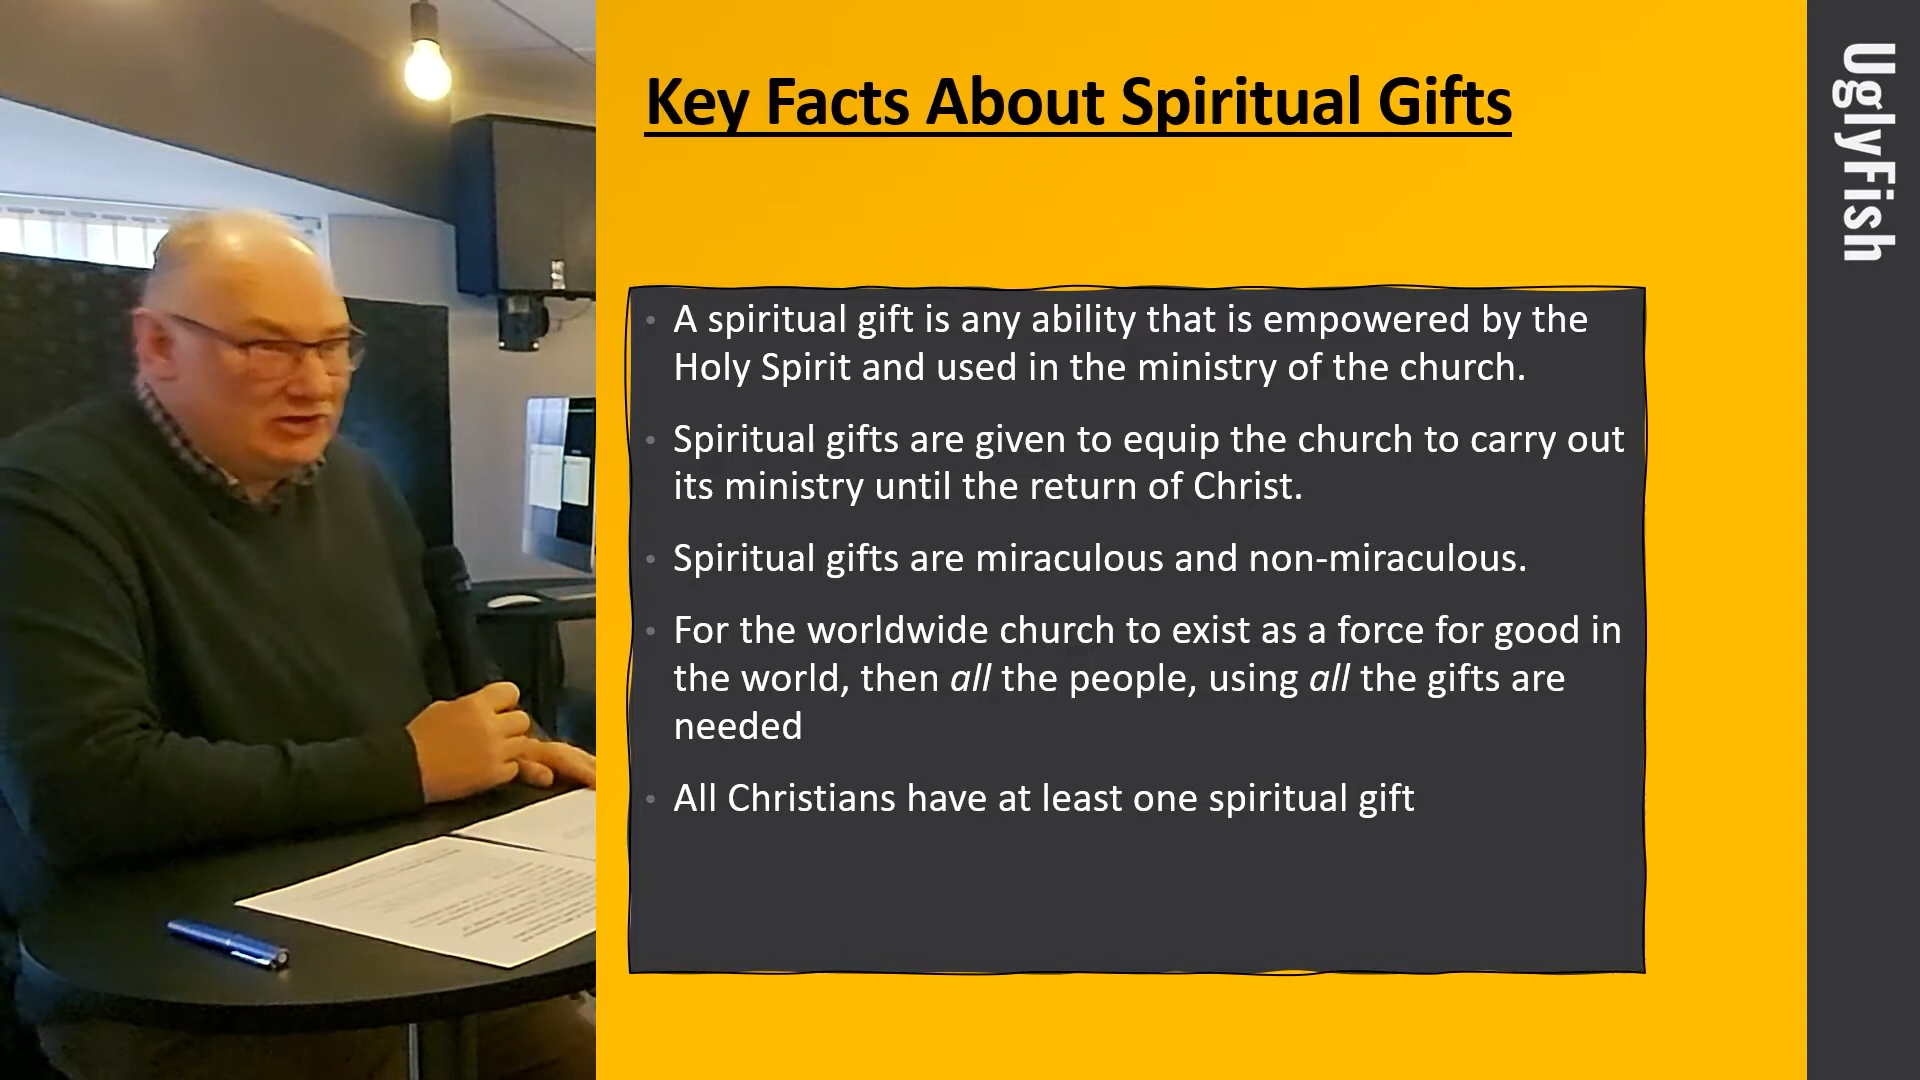 Key Facts About Spiritual Gifts
• A spiritual gift is any ability that is empowered by the
Holy Spirit and used in the ministry of the church.
• Spiritual gifts are given to equip the church to carry out
its ministry until the return of Christ.
• Spiritual gifts are miraculous and non-miraculous.
• For the worldwide church to exist as a force for good in
the world, then all the people, using all the gifts are
needed
• All Christians have at least one spiritual gift
UglyFish